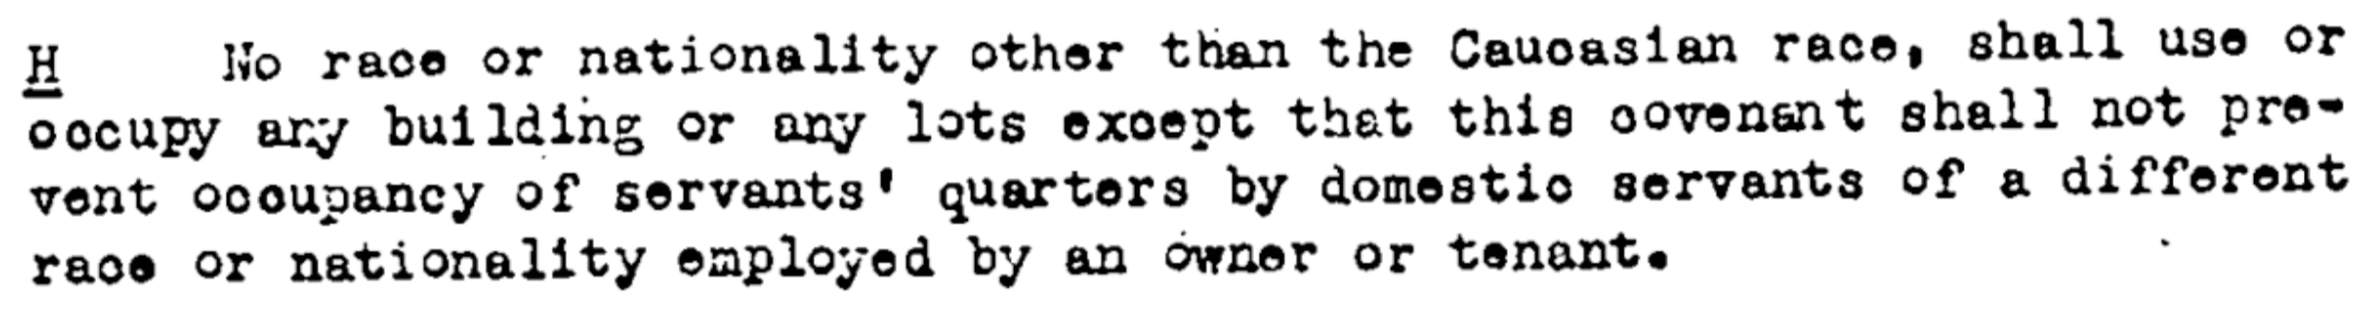 H No race or nationality other than the Caucasian race, shall use or
occupy any building or any lots except that this covenant shall not pre-
vent occupancy of servants' quarters by domestic servants of a different
race or nationality employed by an owner or tenant.